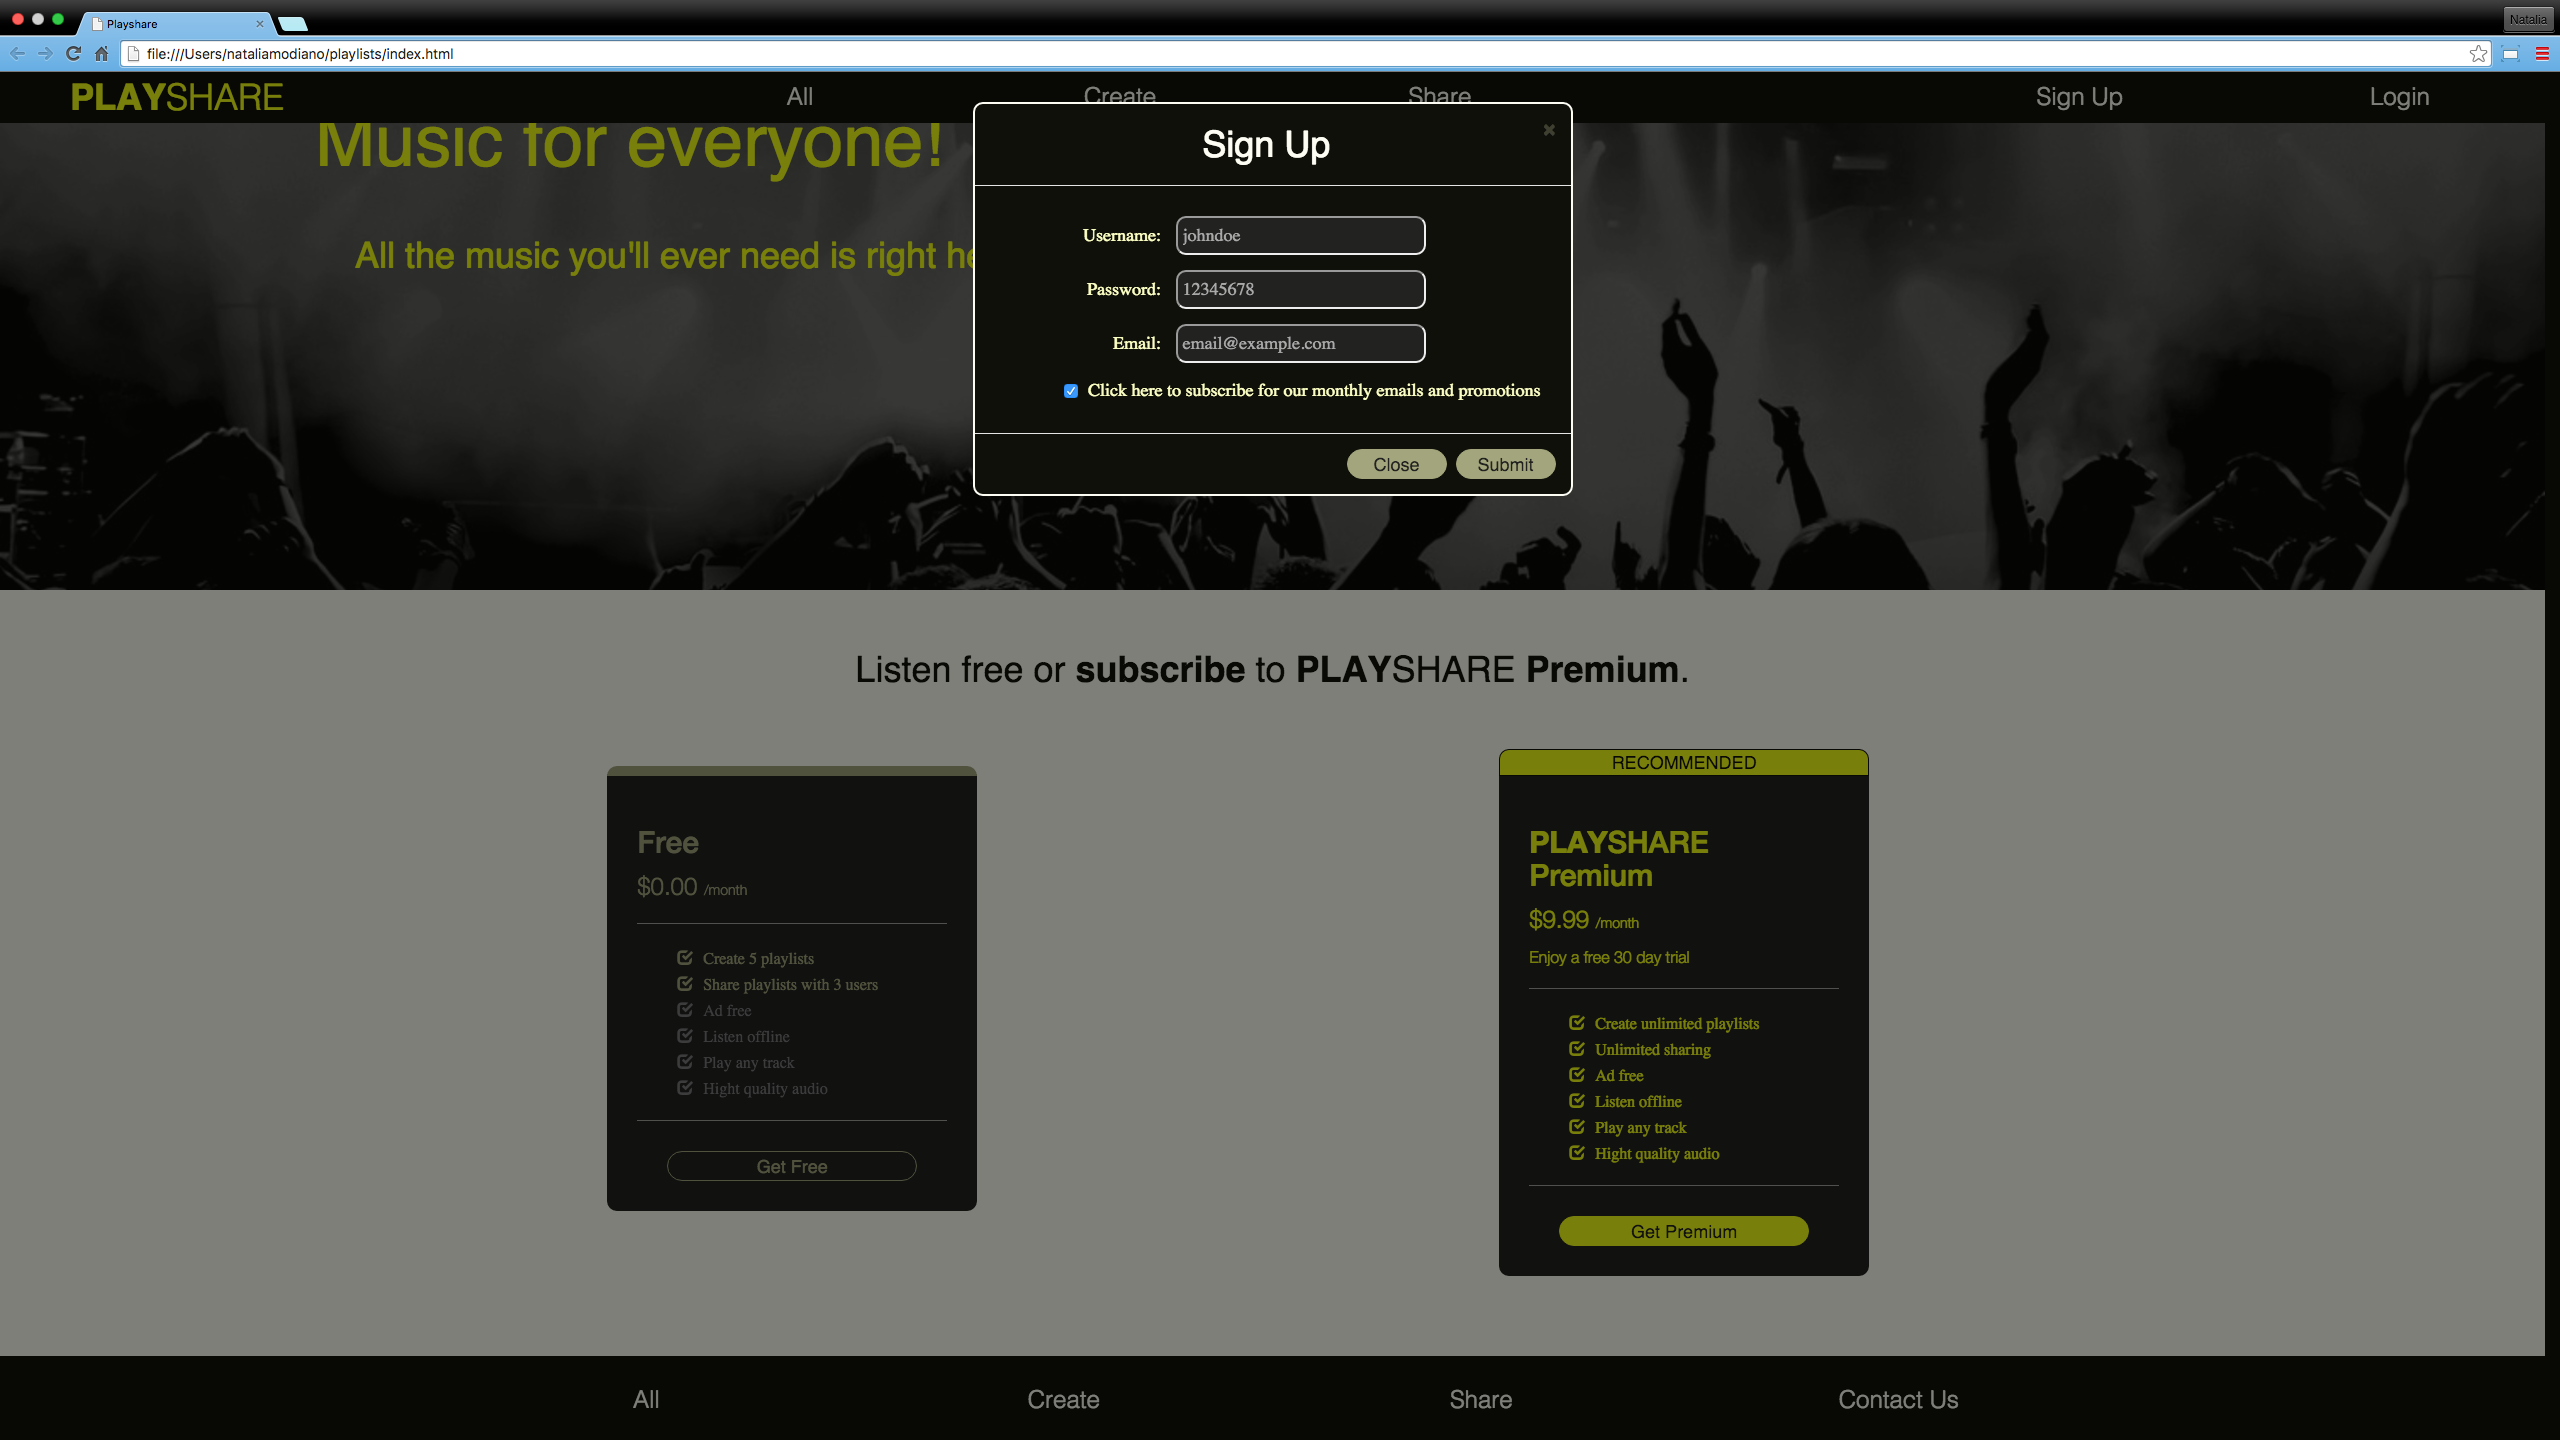 Playshare
Natalia
file:///Users/nataliamodiano/playlists/index.html
PLAYSHARE
All
Create
Share
Sign Up
Login
Music for everyone!
All the music you'll ever need is right
Sign Up
Username:
johndoe
Password:
12345678
Email:
email@example.com
Click here to subscribe for our monthly emails and promotions
Close
Submit
Listen free or subscribe to PLAYSHARE Premium.
Free
$0.00 /month
Create 5 playlists
Share playlists with 3 users
Ad free
Listen offline
Play any track
Hight quality audio
Get Free
RECOMMENDED
PLAYSHARE
Premium
$9.99 /month
Enjoy a free 30 day trial
Create unlimited playlists
Unlimited sharing
Ad free
Listen offline
Play any track
Hight quality audio
Get Premium
All
Create
Share
Contact Us